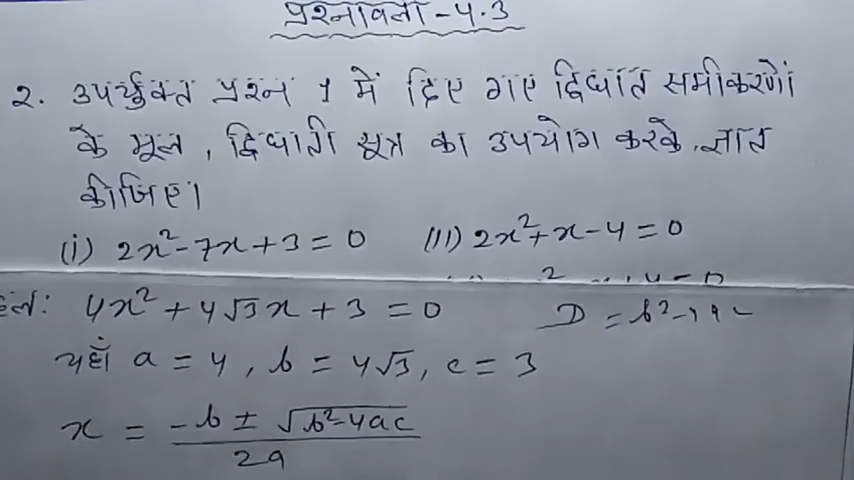 प्रश्नावली - 4.3
2. उपर्युक्त प्रश्न 1 में दिए गए द्विघात समीकरणों
के मूल, द्विघाती सूत्र का उपयोग करके, ज्ञात
कीजिए।
(i) 2x² - 7x + 3 = 0 (ii) 2x² + x - 4 = 0
हल: 4x² + 4√3x + 3 = 0 D = b² - 4ac
यहाँ a = 4, b = 4√3, c = 3
x = -b ± √b² - 4ac
2a